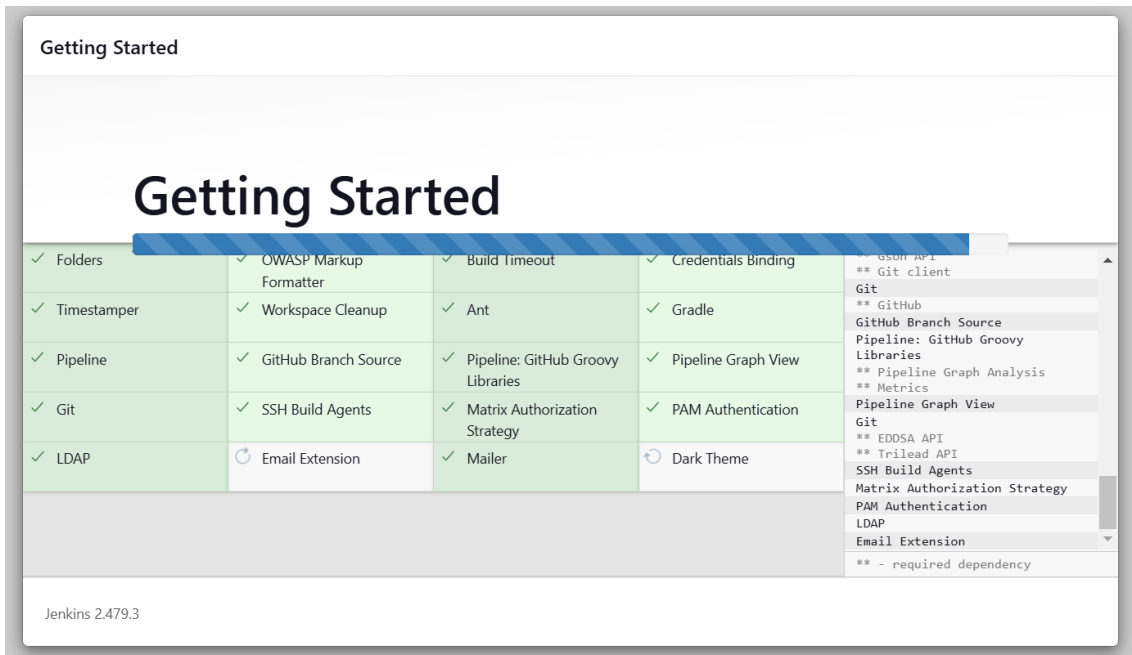 Getting Started
Getting Started
Folders
OWASP Markup
Formatter
Build Timeout
Credentials Binding
Timestamper
Workspace Cleanup
Ant
Gradle
Pipeline
GitHub Branch Source
Pipeline: GitHub Groovy
Libraries
Pipeline Graph View
Git
SSH Build Agents
Matrix Authorization
Strategy
PAM Authentication
LDAP
Email Extension
Mailer
Dark Theme
** Gson API
** Git client
Git
** GitHub
GitHub Branch Source
Pipeline: GitHub Groovy
Libraries
** Pipeline Graph Analysis
** Metrics
Pipeline Graph View
Git
** EDDSA API
** Trilead API
SSH Build Agents
Matrix Authorization Strategy
PAM Authentication
LDAP
Email Extension
** - required dependency
Jenkins 2.479.3